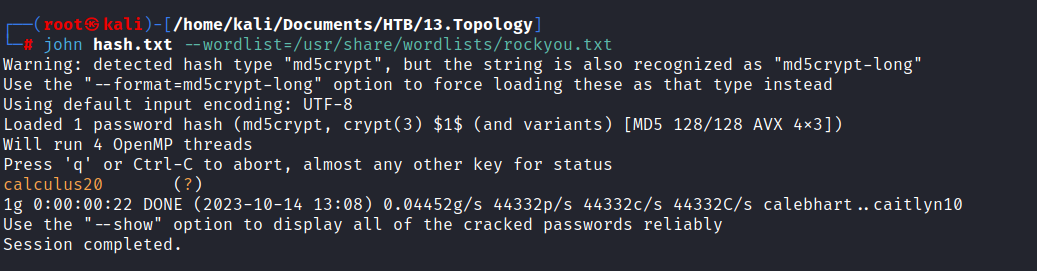 ┌──(root㉿kali)-[/home/kali/Documents/HTB/13.Topology]
└─# john hash.txt --wordlist=/usr/share/wordlists/rockyou.txt
Warning: detected hash type "md5crypt", but the string is also recognized as "md5crypt-long"
Use the "--format=md5crypt-long" option to force loading these as that type instead
Using default input encoding: UTF-8
Loaded 1 password hash (md5crypt, crypt(3) $1$ (and variants) [MD5 128/128 AVX 4×3])
Will run 4 OpenMP threads
Press 'q' or Ctrl-C to abort, almost any other key for status
calculus20       (?)
1g 0:00:00:22 DONE (2023-10-14 13:08) 0.04452g/s 44332p/s 44332c/s 44332C/s calebhart..caitlyn10
Use the "--show" option to display all of the cracked passwords reliably
Session completed.